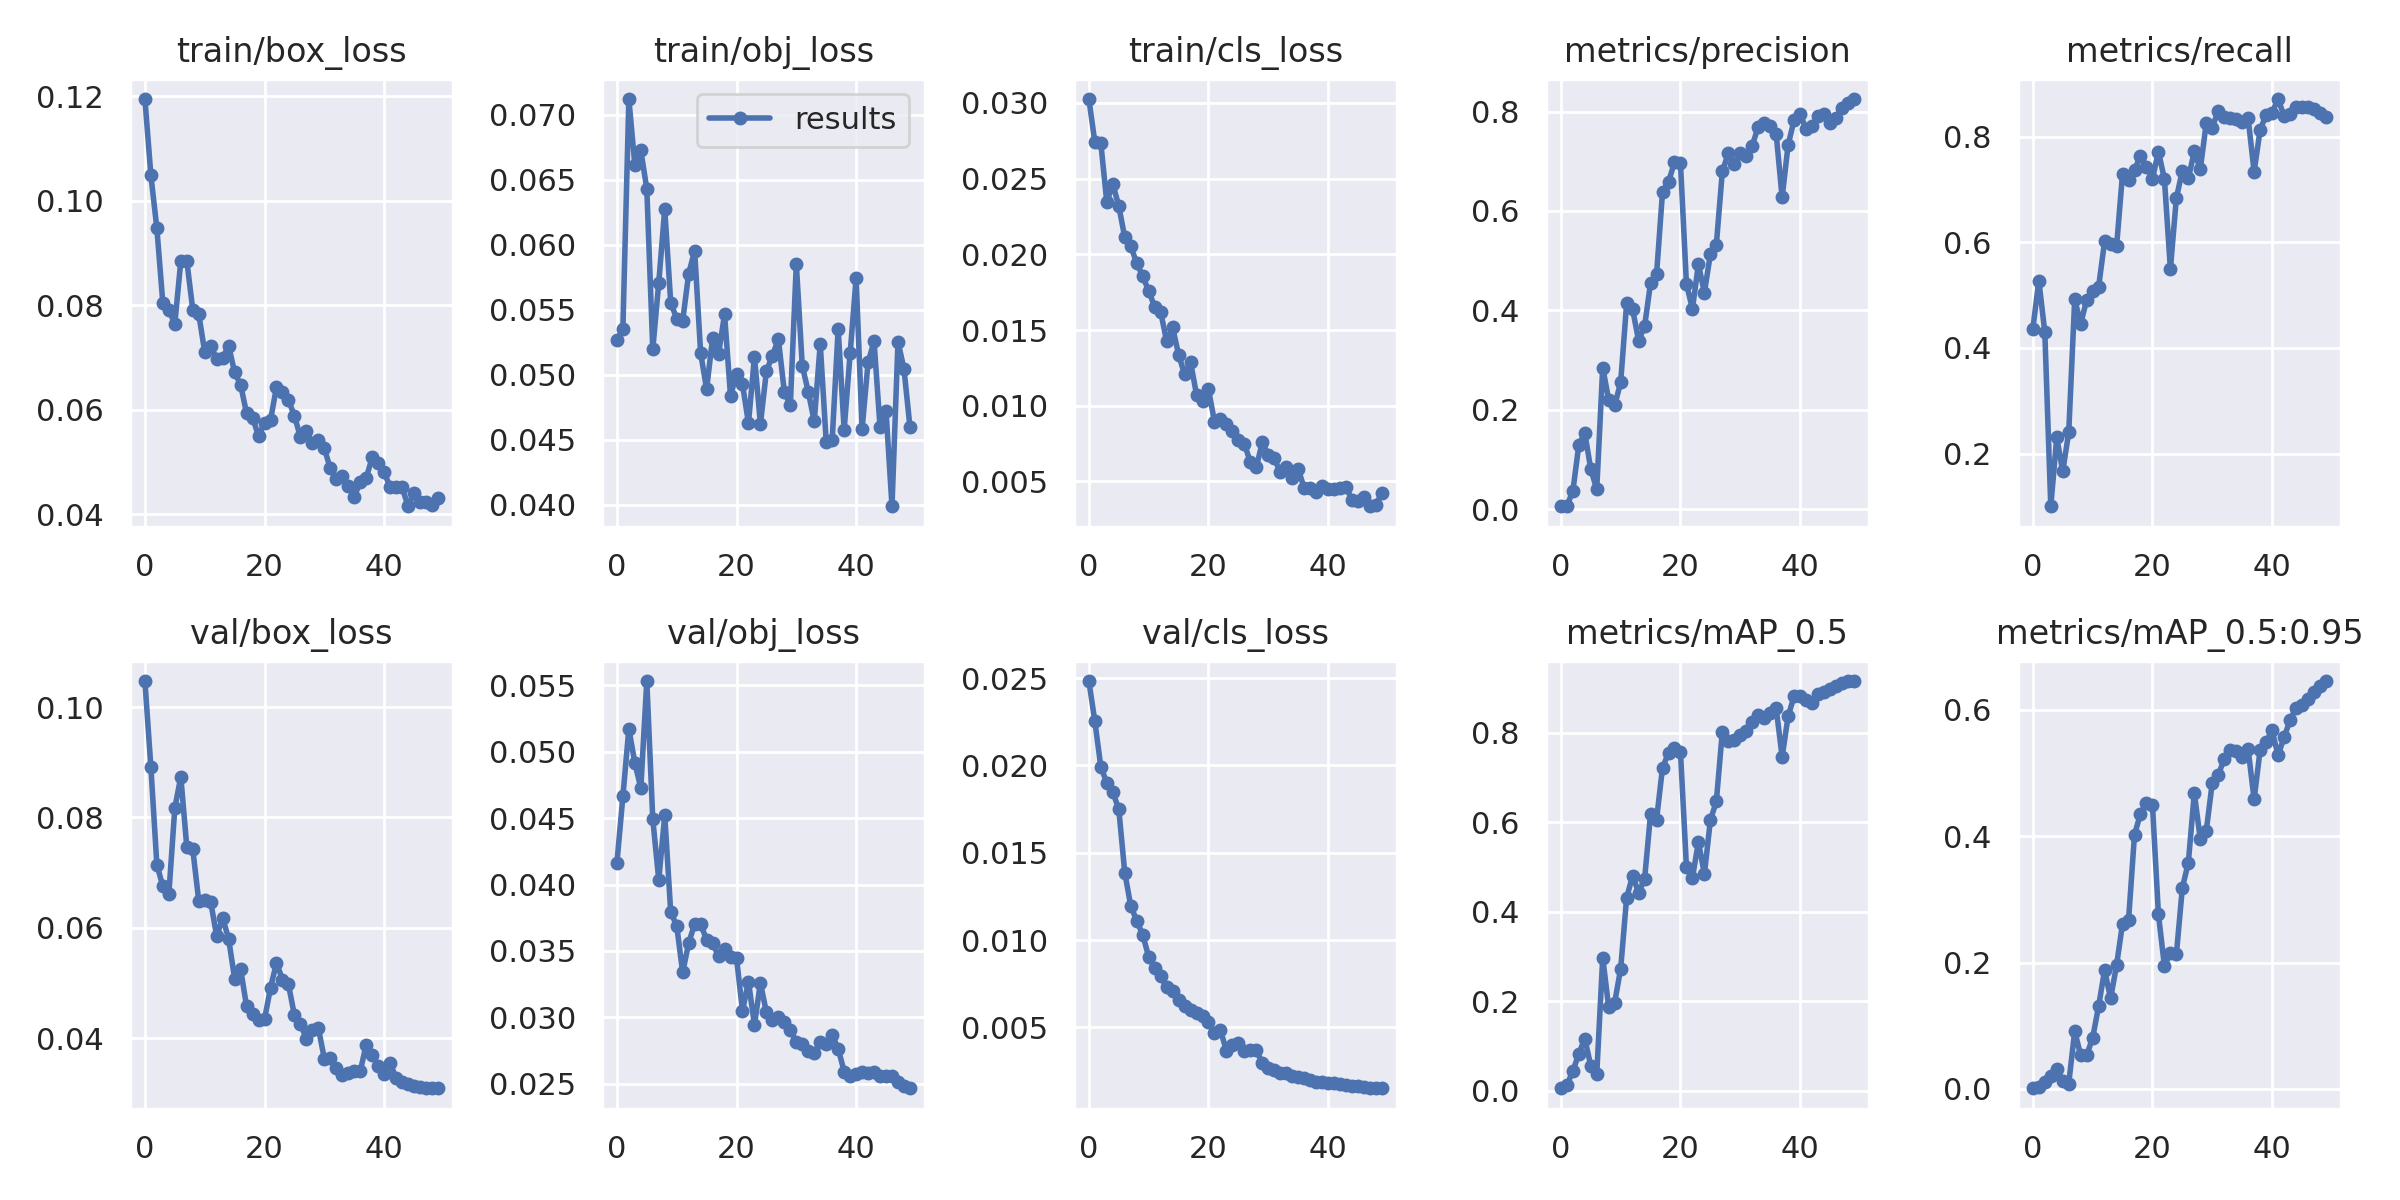 train/box_loss
0.12
0.10
0.08
0.06
0.04
0 20 40
train/obj_loss
results
0.070
0.065
0.060
0.055
0.050
0.045
0.040
0 20 40
train/cls_loss
0.030
0.025
0.020
0.015
0.010
0.005
0 20 40
metrics/precision
0.8
0.6
0.4
0.2
0.0
0 20 40
metrics/recall
0.8
0.6
0.4
0.2
0 20 40
val/box_loss
0.10
0.08
0.06
0.04
0 20 40
val/obj_loss
0.055
0.050
0.045
0.040
0.035
0.030
0.025
0 20 40
val/cls_loss
0.025
0.020
0.015
0.010
0.005
0 20 40
metrics/mAP_0.5
0.8
0.6
0.4
0.2
0.0
0 20 40
metrics/mAP_0.5:0.95
0.6
0.4
0.2
0.0
0 20 40